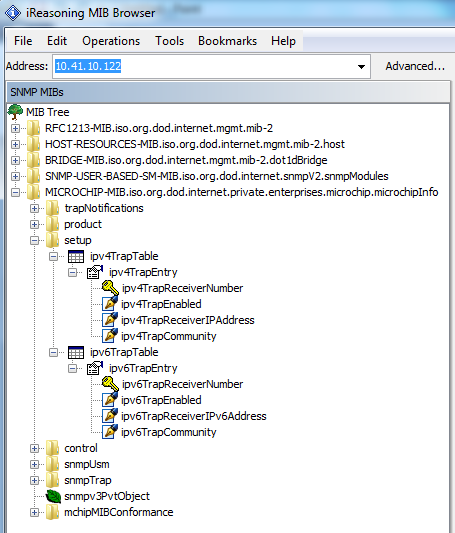 iReasoning MIB Browser
File Edit Operations Tools Bookmarks Help
Address: 10.41.10.122 Advanced...
SNMP MIBs
MIB Tree
RFC1213-MIB.iso.org.dod.internet.mgmt.mib-2
HOST-RESOURCES-MIB.iso.org.dod.internet.mgmt.mib-2.host
BRIDGE-MIB.iso.org.dod.internet.mgmt.mib-2.dot1dBridge
SNMP-USER-BASED-SM-MIB.iso.org.dod.internet.snmpV2.snmpModules
MICROCHIP-MIB.iso.org.dod.internet.private.enterprises.microchip.microchipInfo
trapNotifications
product
setup
ipv4TrapTable
ipv4TrapEntry
ipv4TrapReceiverNumber
ipv4TrapEnabled
ipv4TrapReceiverIPAddress
ipv4TrapCommunity
ipv6TrapTable
ipv6TrapEntry
ipv6TrapReceiverNumber
ipv6TrapEnabled
ipv6TrapReceiverIPv6Address
ipv6TrapCommunity
control
snmpUsm
snmpTrap
snmpv3PvtObject
mchipMIBConformance